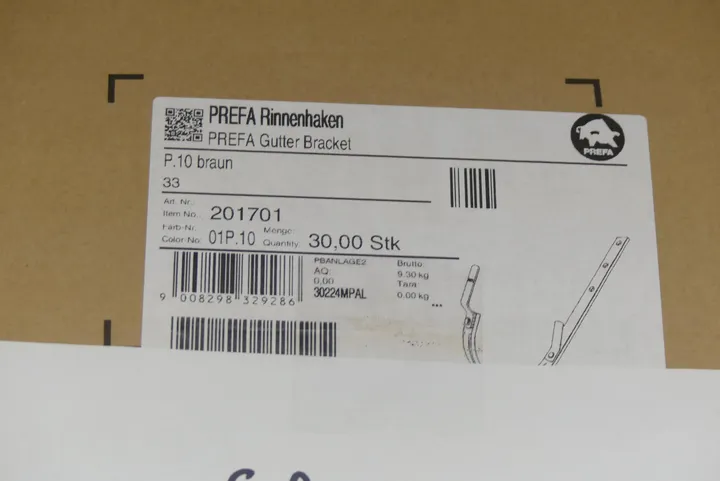 PREFA Rinnenhaken
PREFA Gutter Bracket
PREFA
P.10 braun
33
Art. Nr.
Item No. 201701
Farb-Nr. Menge
Color No 01P.10 Quantity 30,00 Stk
PBANLAGE2 Brutto
AQ: 9.30 kg
0,00 Tara
30224MPAL 0.00 kg
...
9 008298 329286